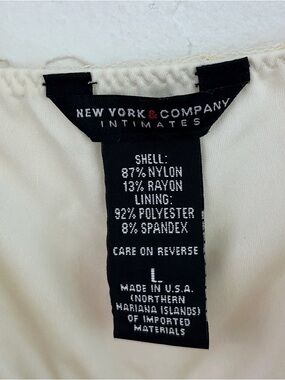 NEW YORK & COMPANY
INTIMATES
SHELL:
87% NYLON
13% RAYON
LINING:
92% POLYESTER
8% SPANDEX
CARE ON REVERSE
L
MADE IN U.S.A.
(NORTHERN
MARIANA ISLANDS)
OF IMPORTED
MATERIALS